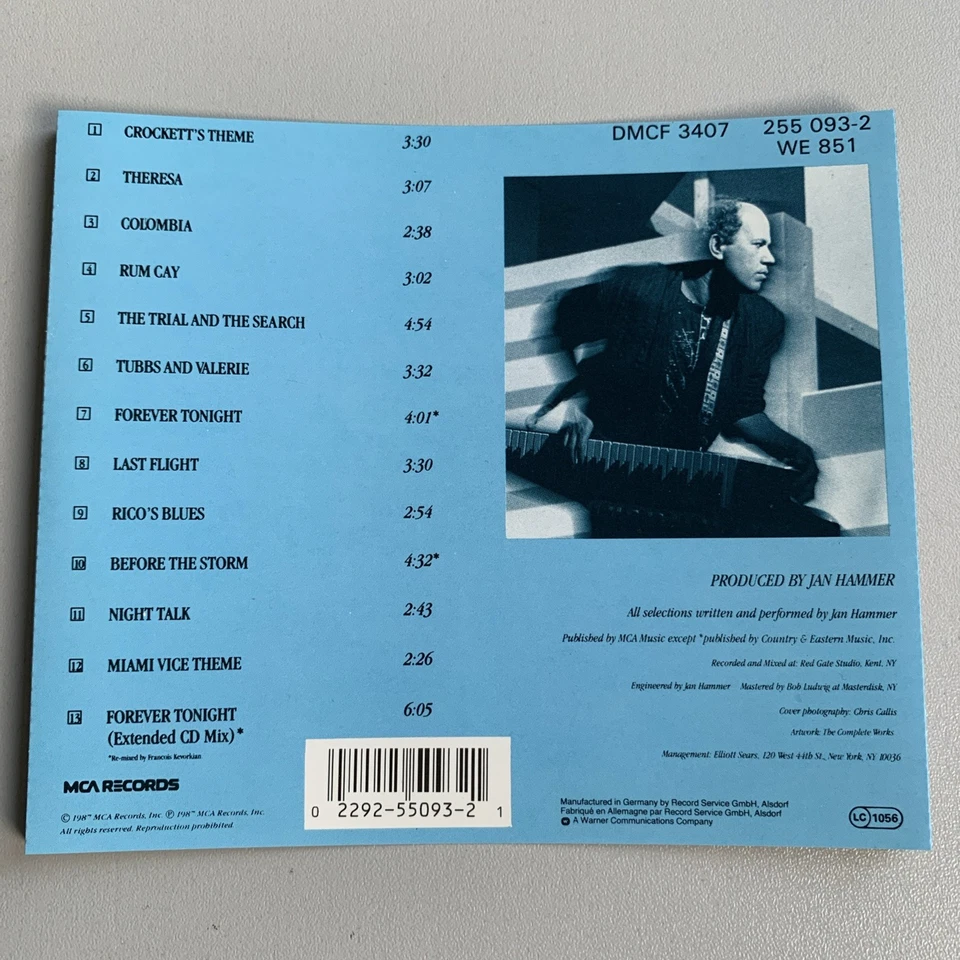 1 CROCKETT'S THEME 3:30
2 THERESA 3:07
3 COLOMBIA 2:38
4 RUM CAY 3:02
5 THE TRIAL AND THE SEARCH 4:54
6 TUBBS AND VALERIE 3:32
7 FOREVER TONIGHT 4:01*
8 LAST FLIGHT 3:30
9 RICO'S BLUES 2:54
10 BEFORE THE STORM 4:32*
11 NIGHT TALK 2:43
12 MIAMI VICE THEME 2:26
13 FOREVER TONIGHT 6:05
(Extended CD Mix)*
*Re-mixed by Francois Kevorkian
MCA RECORDS
© 1987 MCA Records, Inc. ℗ 1987 MCA Records, Inc.
All rights reserved. Reproduction prohibited.
0 2292-55093-2 1
DMCF 3407 255 093-2
WE 851
PRODUCED BY JAN HAMMER
All selections written and performed by Jan Hammer
Published by MCA Music except *published by Country & Eastern Music, Inc.
Recorded and Mixed at: Red Gate Studio, Kent, NY
Engineered by Jan Hammer Mastered by Bob Ludwig at Masterdisk, NY
Cover photography: Chris Callis
Artwork: The Complete Works
Management: Elliott Sears, 120 West 44th St., New York, NY 10036
Manufactured in Germany by Record Service GmbH, Alsdorf
Fabriqué en Allemagne par Record Service GmbH, Alsdorf
A Warner Communications Company
LC 1056